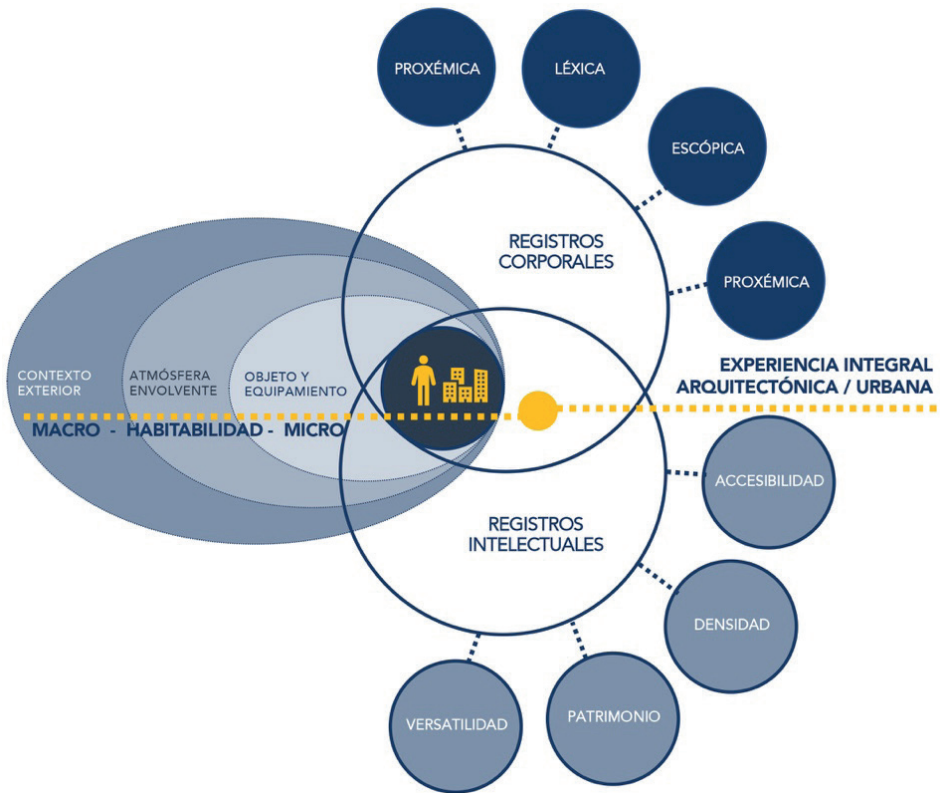 PROXÉMICA
LÉXICA
ESCÓPICA
REGISTROS
CORPORALES
PROXÉMICA
CONTEXTO
EXTERIOR
ATMÓSFERA
ENVOLVENTE
OBJETO Y
EQUIPAMIENTO
EXPERIENCIA INTEGRAL
ARQUITECTÓNICA / URBANA
MACRO - HABITABILIDAD - MICRO
ACCESIBILIDAD
REGISTROS
INTELECTUALES
DENSIDAD
VERSATILIDAD
PATRIMONIO